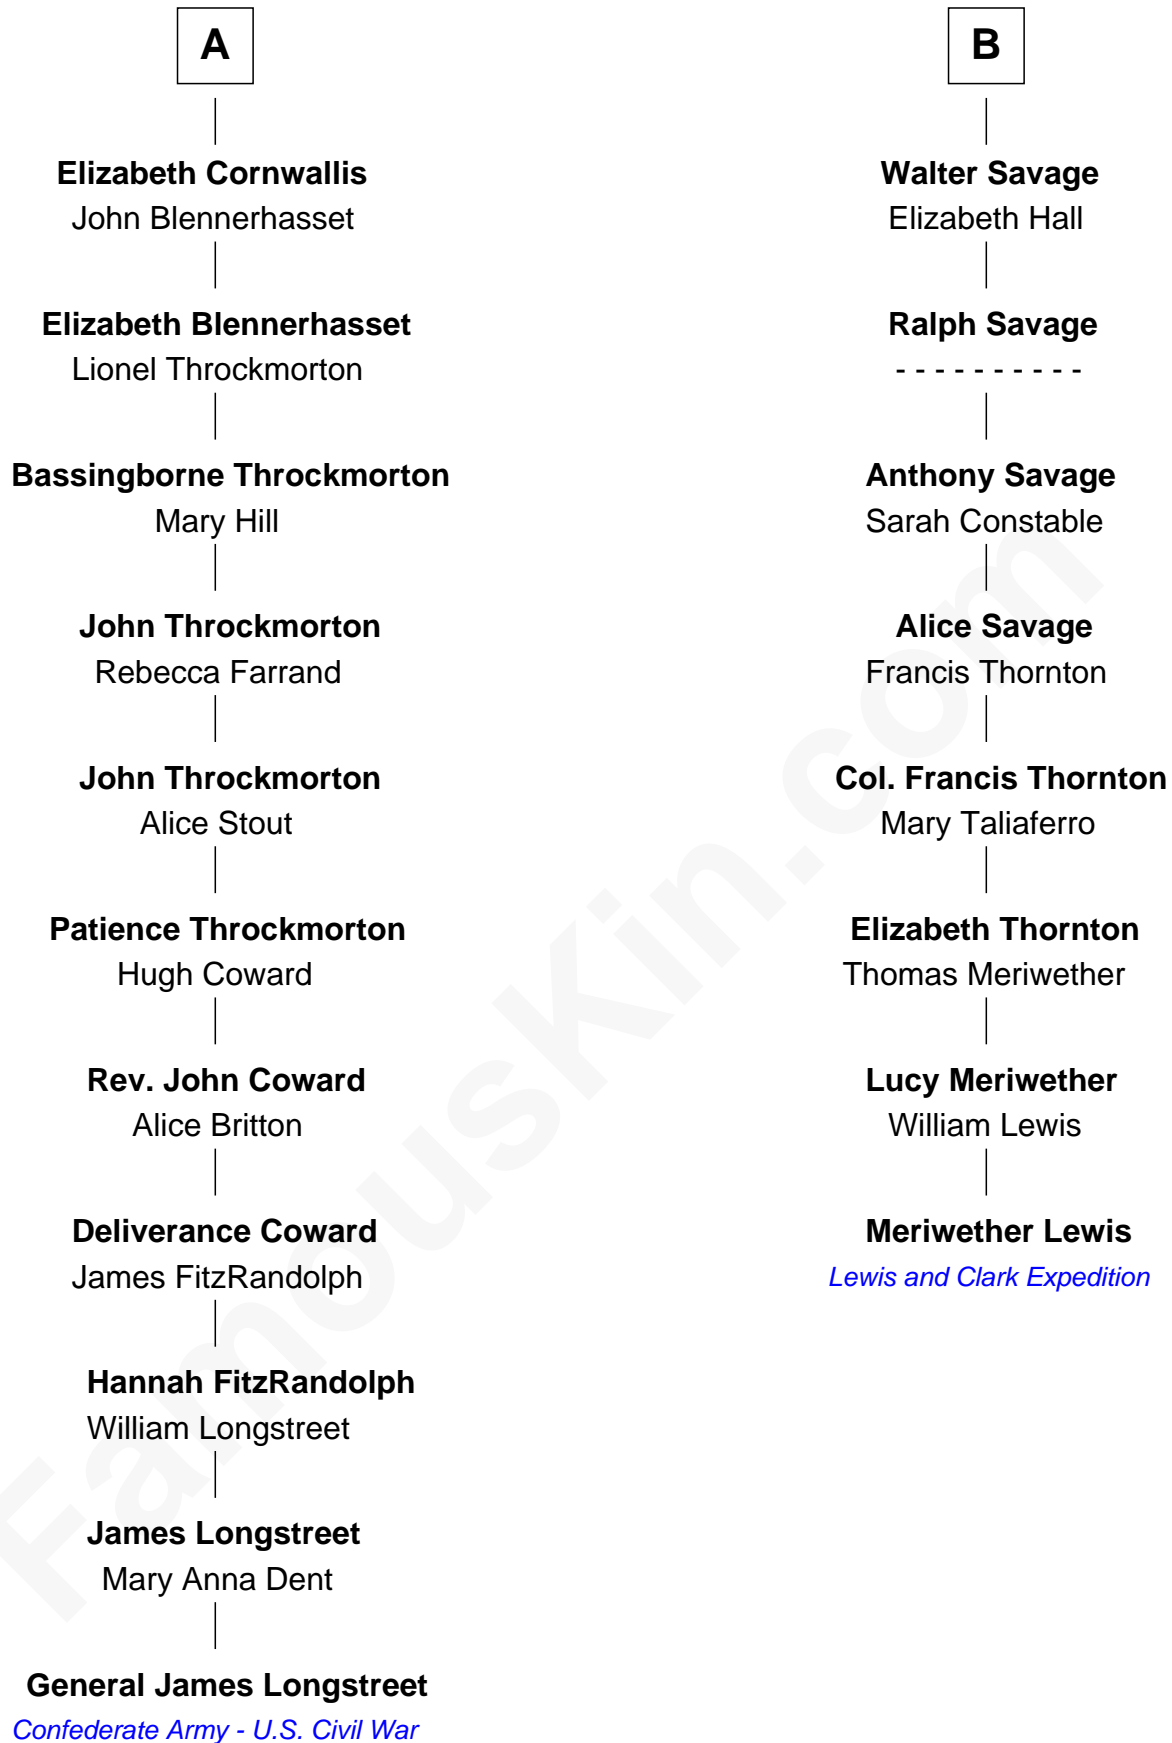 A
Elizabeth Cornwallis
John Blennerhasset
Elizabeth Blennerhasset
Lionel Throckmorton
Bassingborne Throckmorton
Mary Hill
John Throckmorton
Rebecca Farrand
John Throckmorton
Alice Stout
Patience Throckmorton
Hugh Coward
Rev. John Coward
Alice Britton
Deliverance Coward
James FitzRandolph
Hannah FitzRandolph
William Longstreet
James Longstreet
Mary Anna Dent
General James Longstreet
Confederate Army - U.S. Civil War
B
Walter Savage
Elizabeth Hall
Ralph Savage
- - - - - - - - - -
Anthony Savage
Sarah Constable
Alice Savage
Francis Thornton
Col. Francis Thornton
Mary Taliaferro
Elizabeth Thornton
Thomas Meriwether
Lucy Meriwether
William Lewis
Meriwether Lewis
Lewis and Clark Expedition
FamousKin.com